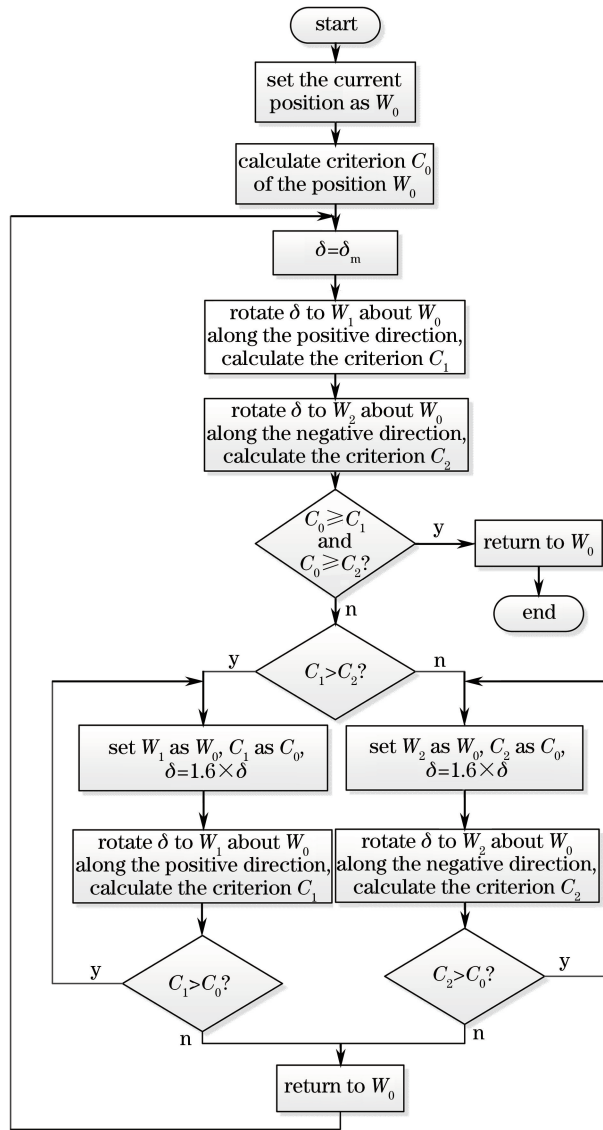 start
set the current
position as W₀
calculate criterion C₀
of the position W₀
δ=δₘ
rotate δ to W₁ about W₀
along the positive direction,
calculate the criterion C₁
rotate δ to W₂ about W₀
along the negative direction,
calculate the criterion C₂
C₀⩾C₁
and
C₀⩾C₂?
y
return to W₀
end
n
C₁>C₂?
y
n
set W₁ as W₀, C₁ as C₀,
δ=1.6×δ
set W₂ as W₀, C₂ as C₀,
δ=1.6×δ
rotate δ to W₁ about W₀
along the positive direction,
calculate the criterion C₁
rotate δ to W₂ about W₀
along the negative direction,
calculate the criterion C₂
y
C₁>C₀?
C₂>C₀?
y
n
n
return to W₀